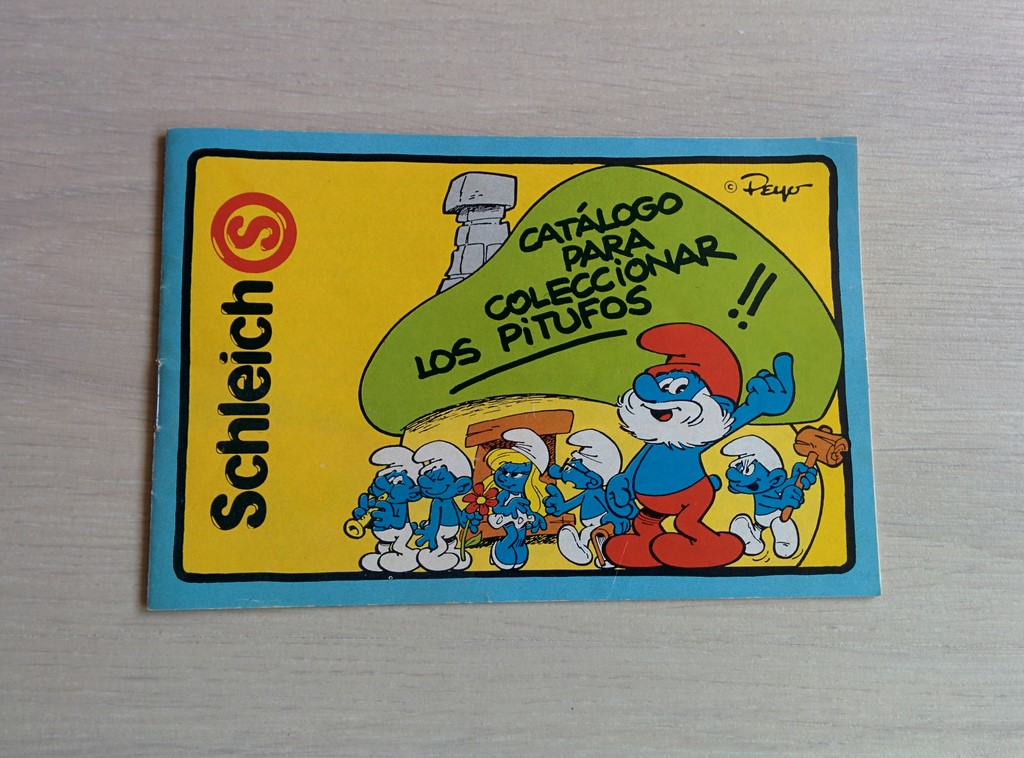 Schleich S
CATÁLOGO
PARA
COLECCiONAR
LOS PiTUFOS !!
© Peyo